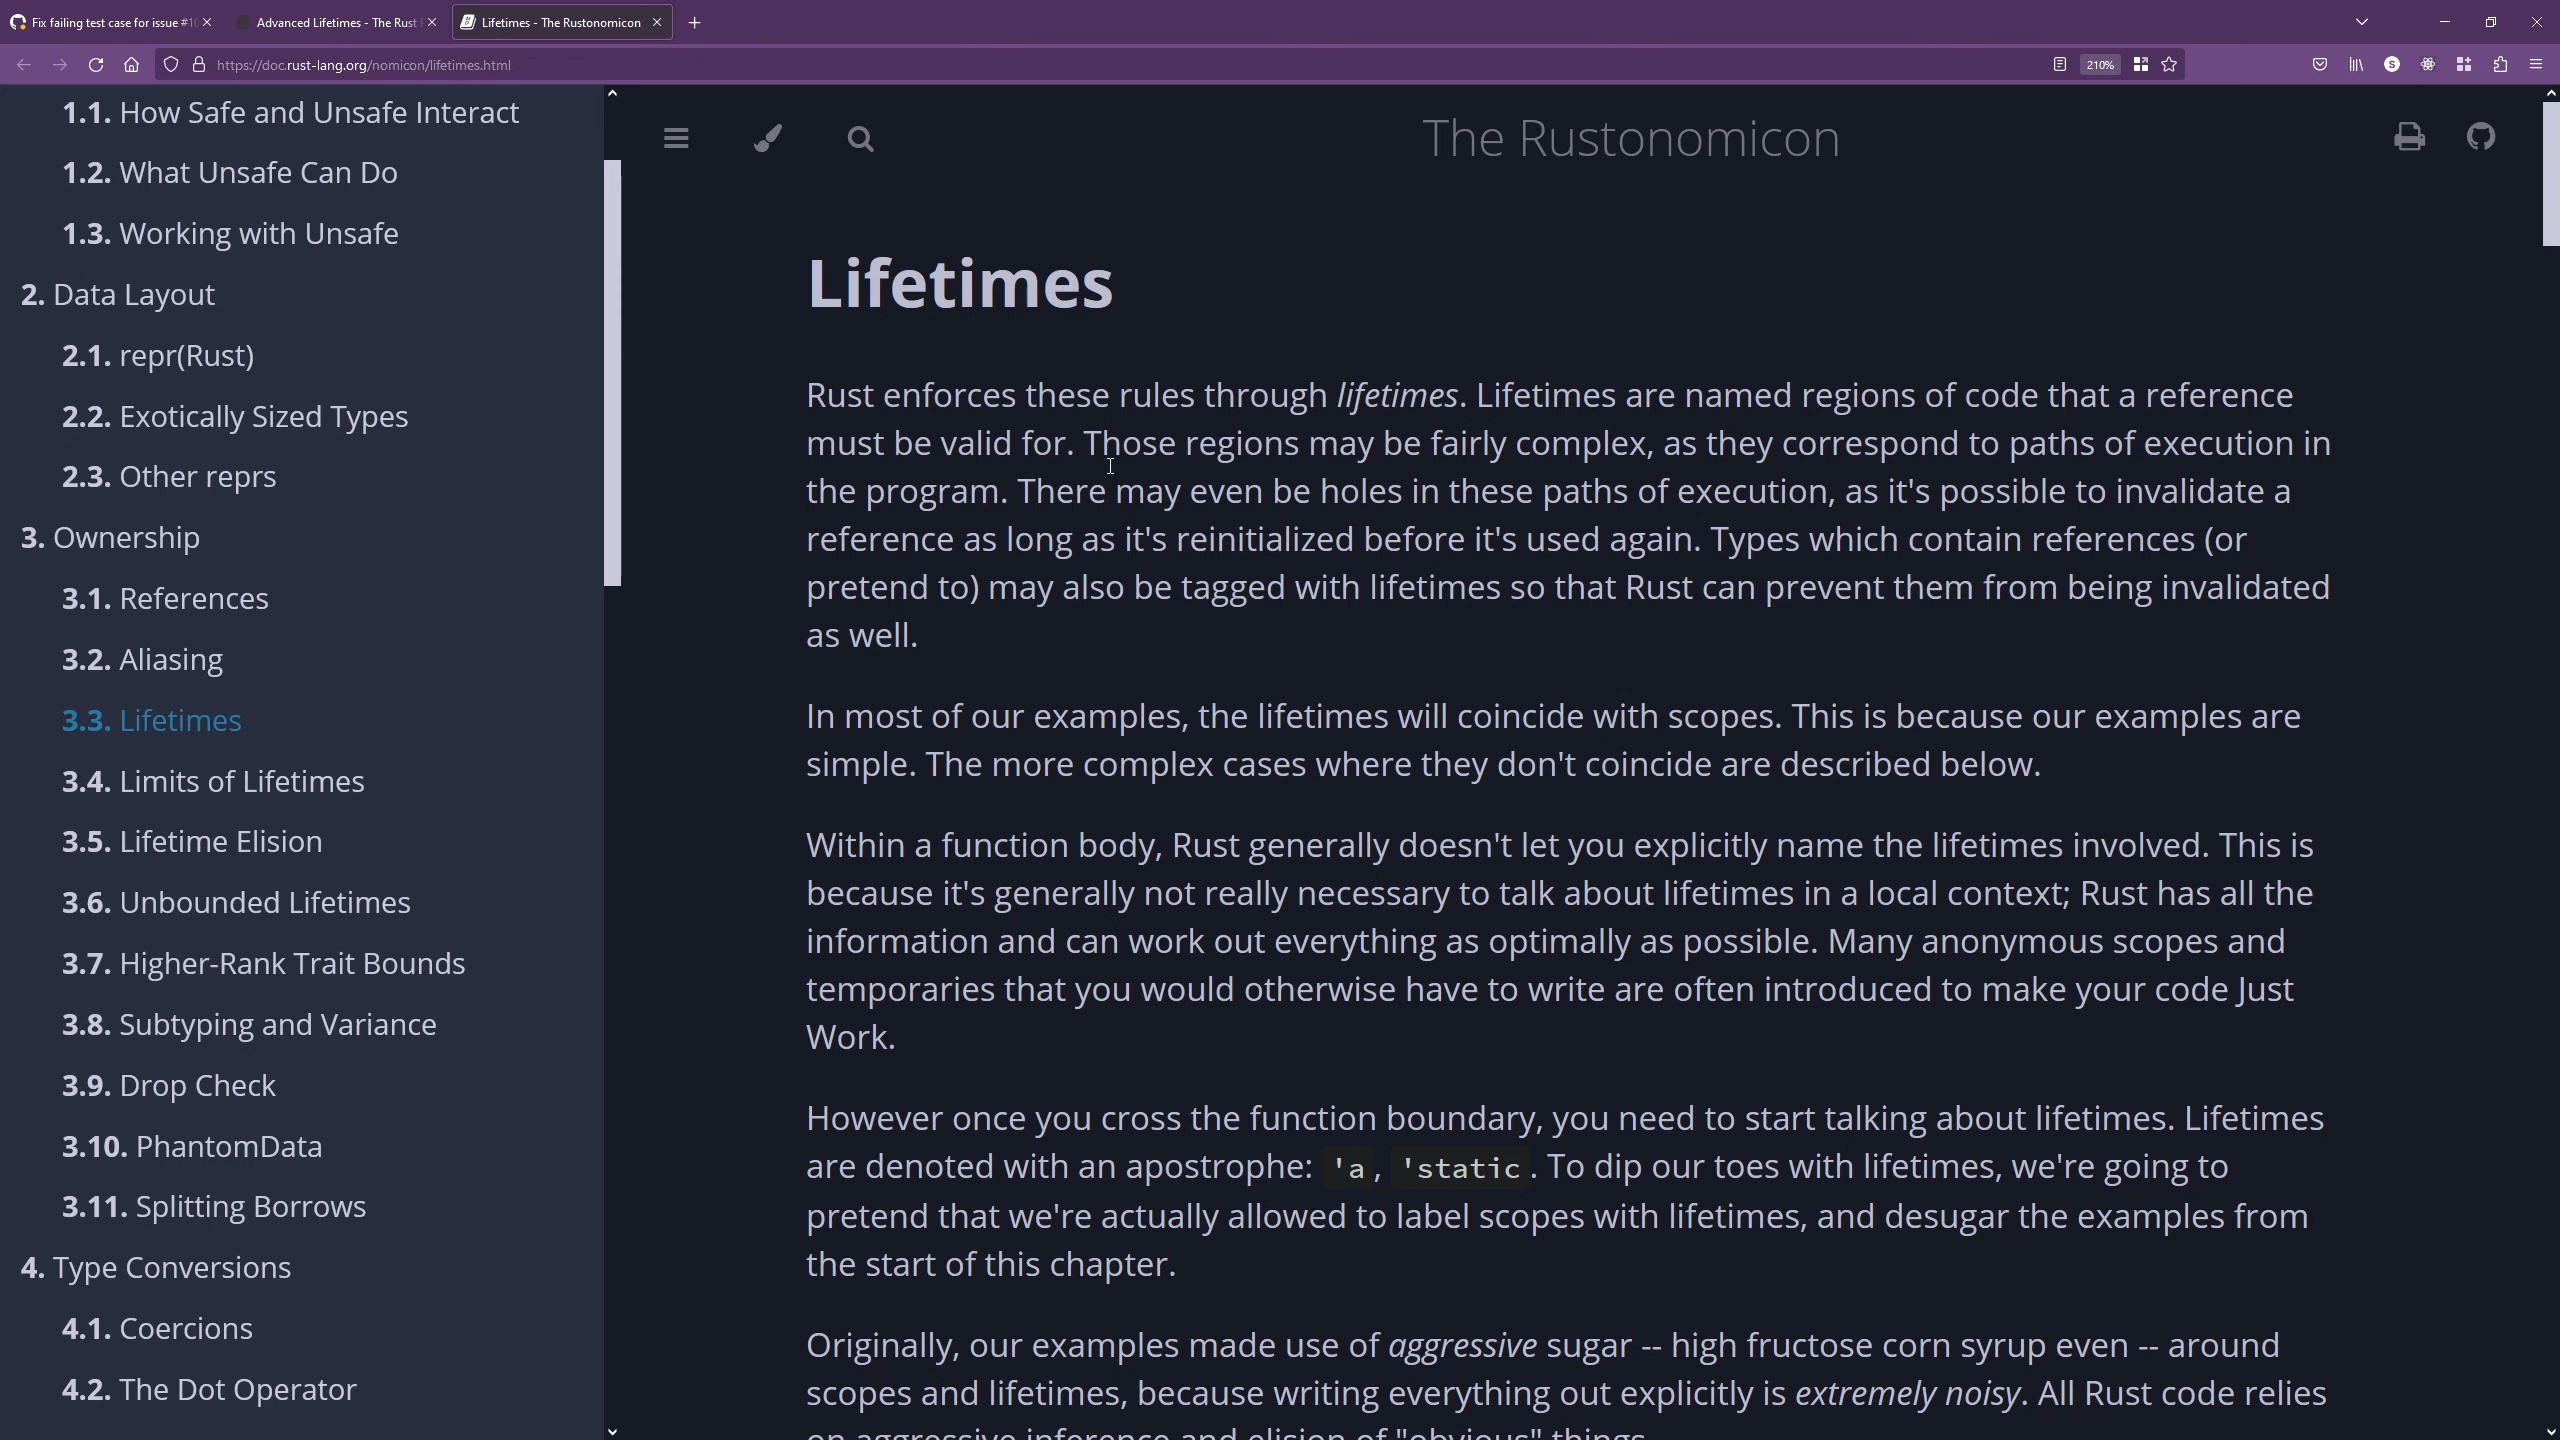 Fix failing test case for issue #1
Advanced Lifetimes - The Rust
Lifetimes - The Rustonomicon
https://doc.rust-lang.org/nomicon/lifetimes.html
210%
1.1. How Safe and Unsafe Interact
1.2. What Unsafe Can Do
1.3. Working with Unsafe
2. Data Layout
2.1. repr(Rust)
2.2. Exotically Sized Types
2.3. Other reprs
3. Ownership
3.1. References
3.2. Aliasing
3.3. Lifetimes
3.4. Limits of Lifetimes
3.5. Lifetime Elision
3.6. Unbounded Lifetimes
3.7. Higher-Rank Trait Bounds
3.8. Subtyping and Variance
3.9. Drop Check
3.10. PhantomData
3.11. Splitting Borrows
4. Type Conversions
4.1. Coercions
4.2. The Dot Operator
The Rustonomicon
Lifetimes
Rust enforces these rules through lifetimes. Lifetimes are named regions of code that a reference
must be valid for. Those regions may be fairly complex, as they correspond to paths of execution in
the program. There may even be holes in these paths of execution, as it's possible to invalidate a
reference as long as it's reinitialized before it's used again. Types which contain references (or
pretend to) may also be tagged with lifetimes so that Rust can prevent them from being invalidated
as well.
In most of our examples, the lifetimes will coincide with scopes. This is because our examples are
simple. The more complex cases where they don't coincide are described below.
Within a function body, Rust generally doesn't let you explicitly name the lifetimes involved. This is
because it's generally not really necessary to talk about lifetimes in a local context; Rust has all the
information and can work out everything as optimally as possible. Many anonymous scopes and
temporaries that you would otherwise have to write are often introduced to make your code Just
Work.
However once you cross the function boundary, you need to start talking about lifetimes. Lifetimes
are denoted with an apostrophe: 'a, 'static. To dip our toes with lifetimes, we're going to
pretend that we're actually allowed to label scopes with lifetimes, and desugar the examples from
the start of this chapter.
Originally, our examples made use of aggressive sugar -- high fructose corn syrup even -- around
scopes and lifetimes, because writing everything out explicitly is extremely noisy. All Rust code relies
on aggressive inference and elision of "obvious" things.